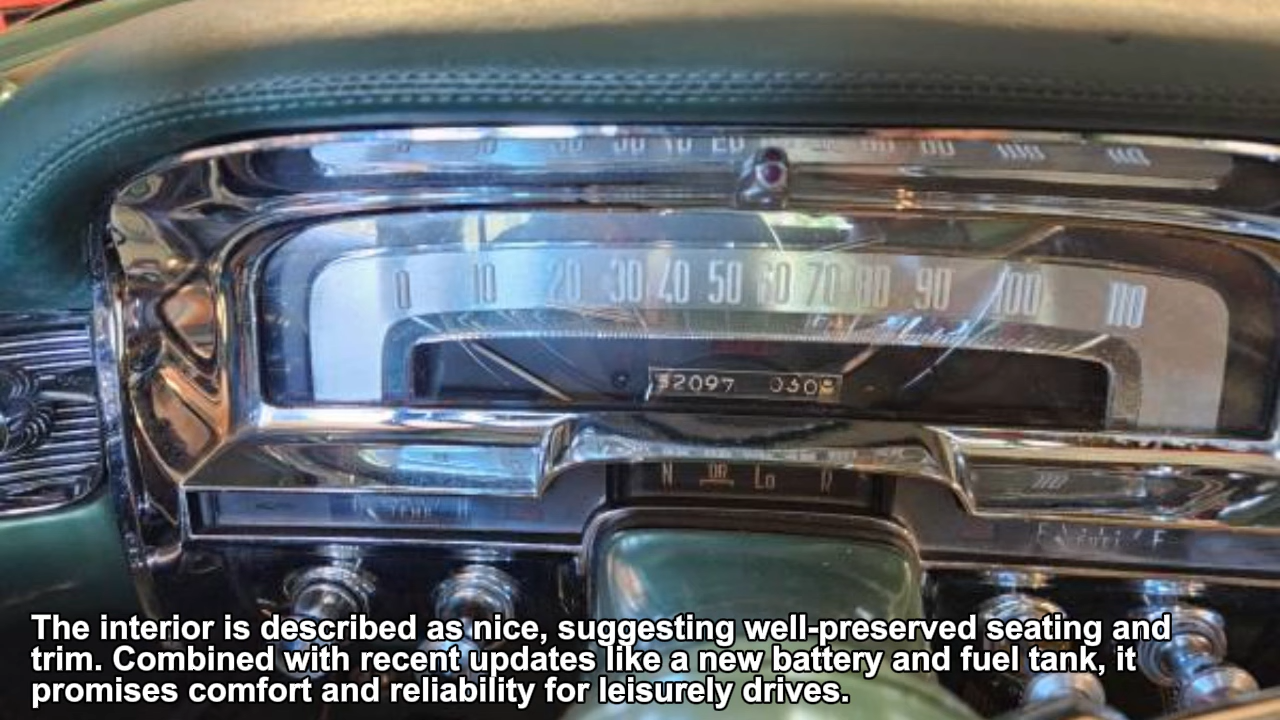 0 10 20 30 40 50 60 70 80 90 100 110
32097 030
N DR Lo R
F
The interior is described as nice, suggesting well-preserved seating and
trim. Combined with recent updates like a new battery and fuel tank, it
promises comfort and reliability for leisurely drives.